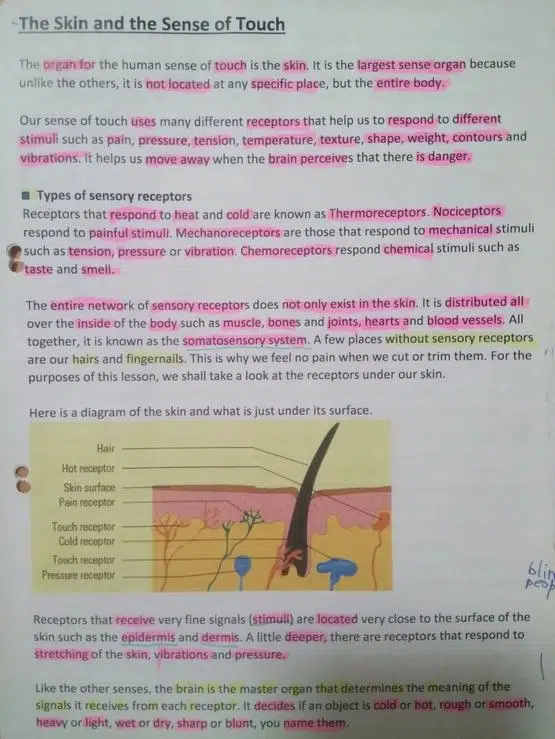 The Skin and the Sense of Touch
The organ for the human sense of touch is the skin. It is the largest sense organ because
unlike the others, it is not located at any specific place, but the entire body.
Our sense of touch uses many different receptors that help us to respond to different
stimuli such as pain, pressure, tension, temperature, texture, shape, weight, contours and
vibrations. It helps us move away when the brain perceives that there is danger.
Types of sensory receptors
Receptors that respond to heat and cold are known as Thermoreceptors. Nociceptors
respond to painful stimuli. Mechanoreceptors are those that respond to mechanical stimuli
such as tension, pressure or vibration. Chemoreceptors respond chemical stimuli such as
taste and smell.
The entire network of sensory receptors does not only exist in the skin. It is distributed all
over the inside of the body such as muscle, bones and joints, hearts and blood vessels. All
together, it is known as the somatosensory system. A few places without sensory receptors
are our hairs and fingernails. This is why we feel no pain when we cut or trim them. For the
purposes of this lesson, we shall take a look at the receptors under our skin.
Here is a diagram of the skin and what is just under its surface.
Hair
Hot receptor
Skin surface
Pain receptor
Touch receptor
Cold receptor
Touch receptor
Pressure receptor
Receptors that receive very fine signals (stimuli) are located very close to the surface of the
skin such as the epidermis and dermis. A little deeper, there are receptors that respond to
stretching of the skin, vibrations and pressure.
Like the other senses, the brain is the master organ that determines the meaning of the
signals it receives from each receptor. It decides if an object is cold or hot, rough or smooth,
heavy or light, wet or dry, sharp or blunt, you name them.